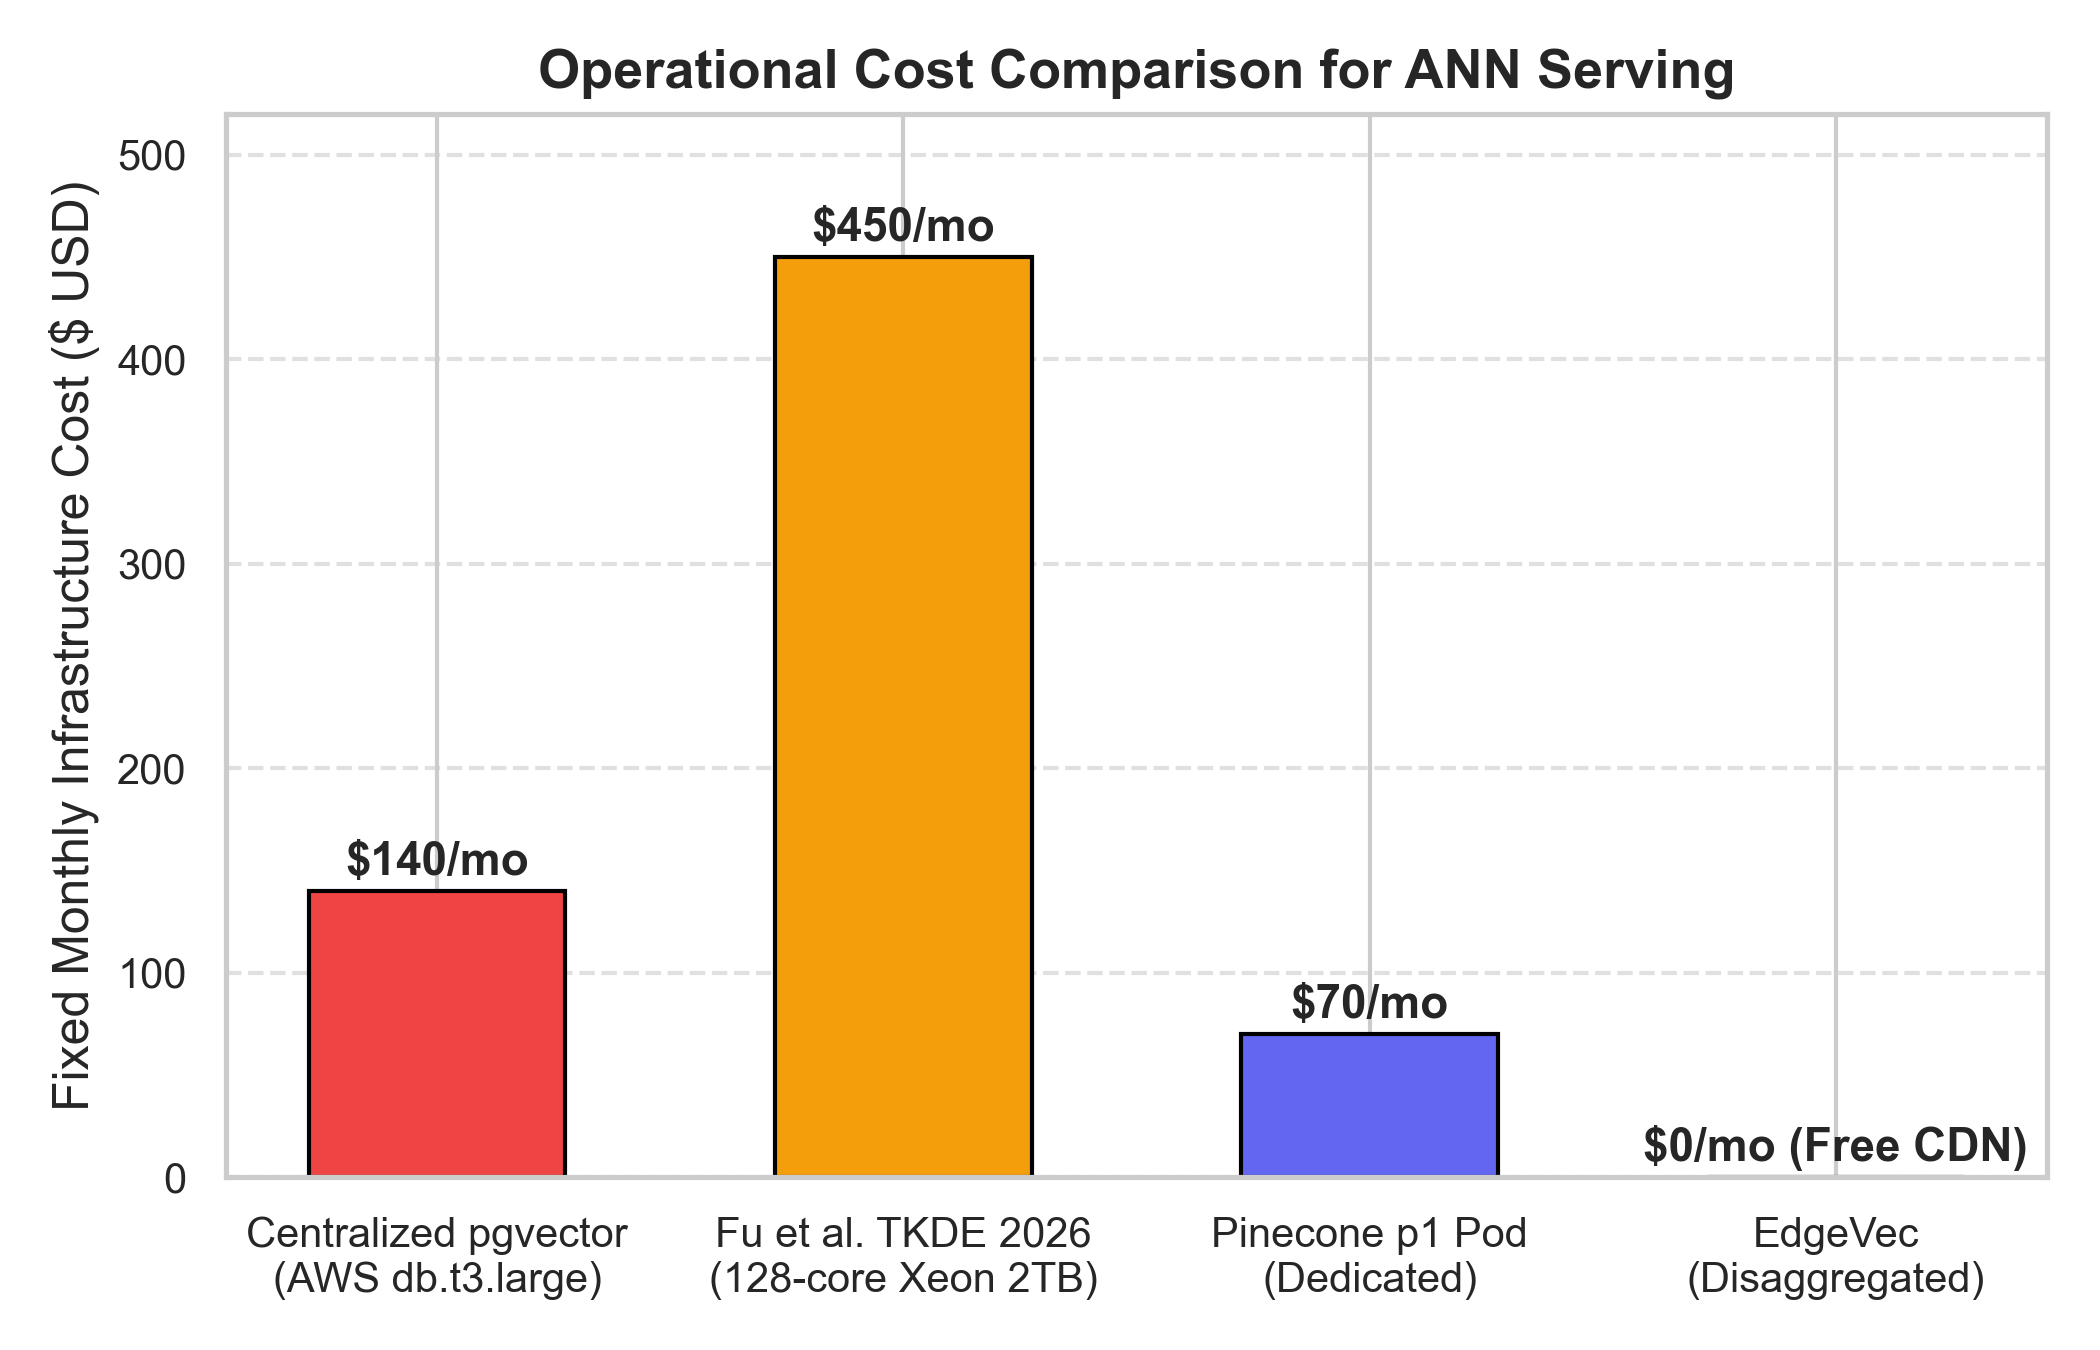 Operational Cost Comparison for ANN Serving
Fixed Monthly Infrastructure Cost ($ USD)
500
400
300
200
100
0
$140/mo
$450/mo
$70/mo
$0/mo (Free CDN)
Centralized pgvector
(AWS db.t3.large)
Fu et al. TKDE 2026
(128-core Xeon 2TB)
Pinecone p1 Pod
(Dedicated)
EdgeVec
(Disaggregated)